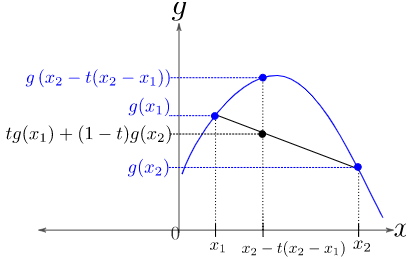 g
g(x₂ − t(x₂ − x₁))
g(x₁)
tg(x₁) + (1 − t)g(x₂)
g(x₂)
0
x₁
x₂ − t(x₂ − x₁)
x₂
x